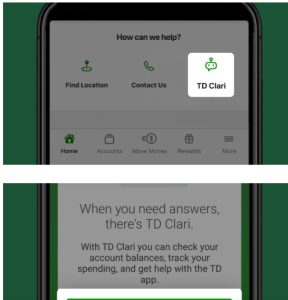 How can we help?
Find Location Contact Us TD Clari
Home Accounts Move Money Rewards More
When you need answers,
there's TD Clari.
With TD Clari you can check your
account balances, track your
spending, and get help with the TD
app.